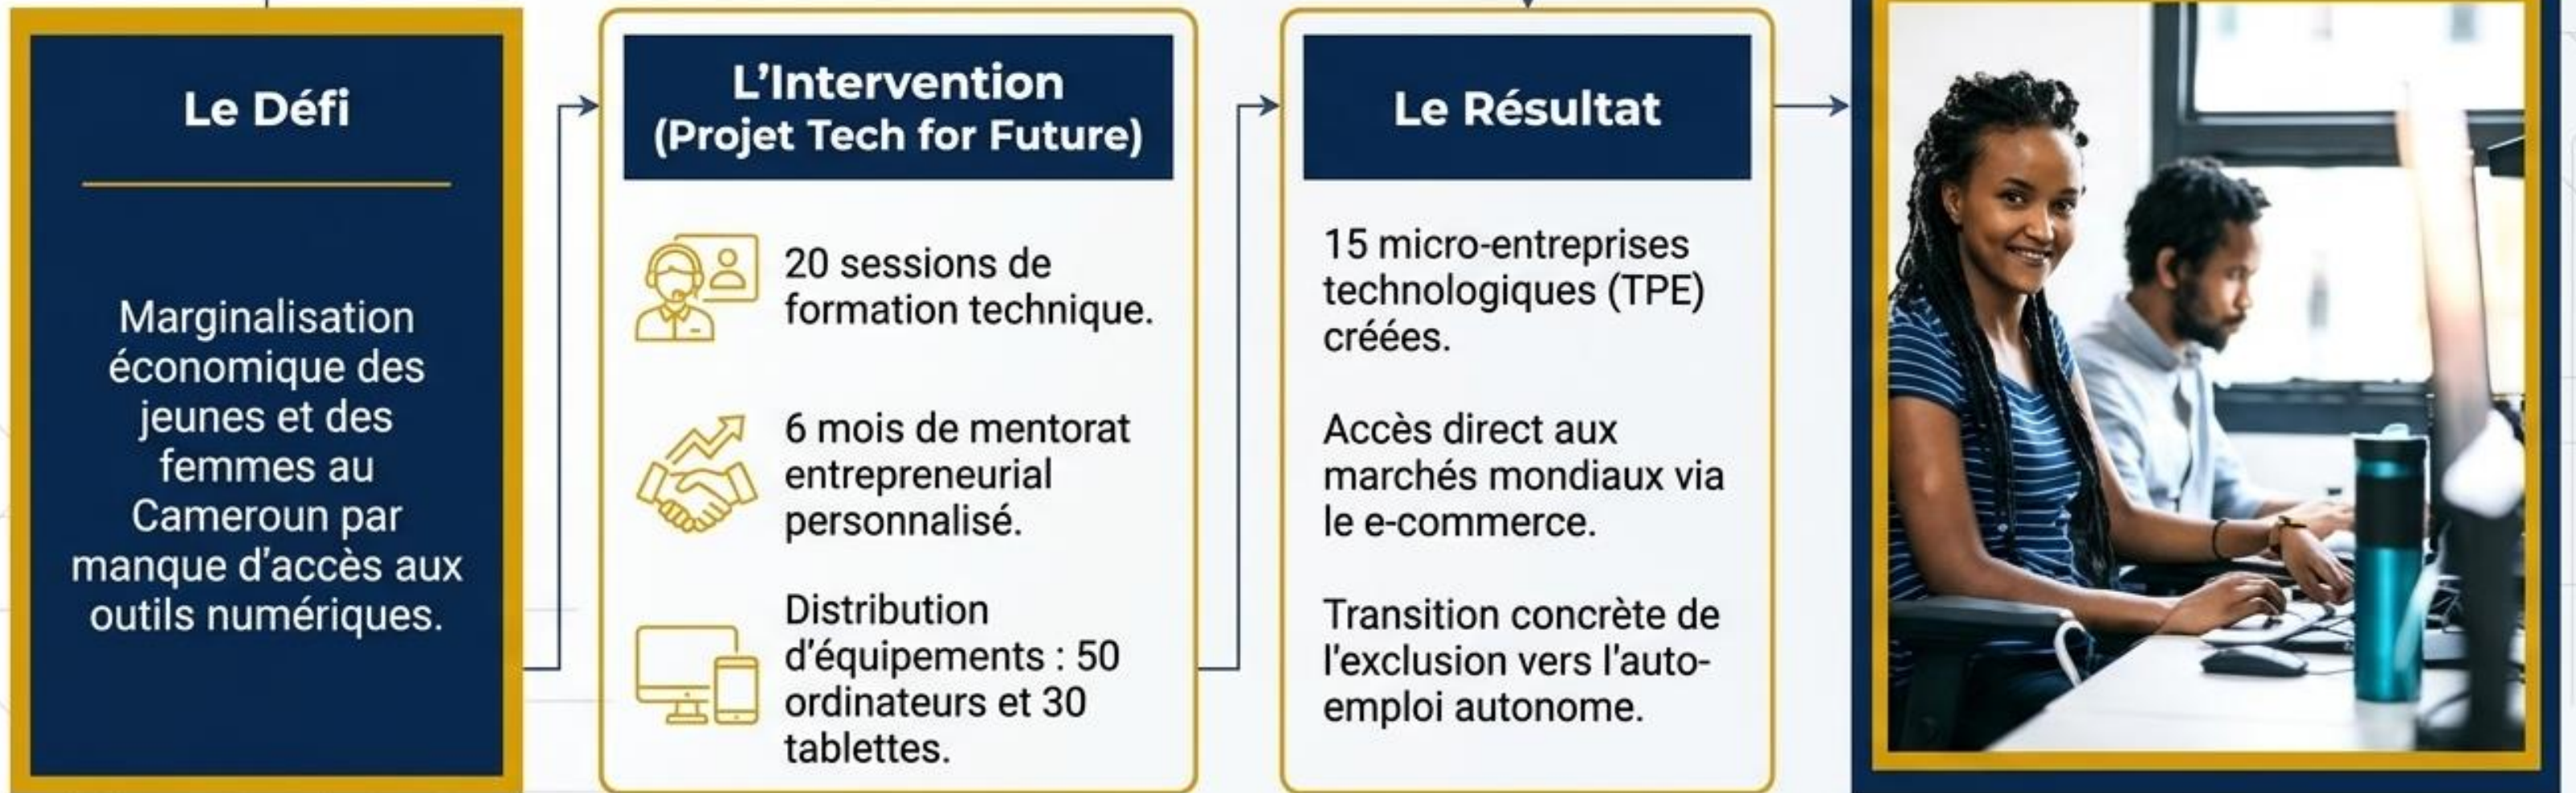 Le Défi
Marginalisation
économique des
jeunes et des
femmes au
Cameroun par
manque d'accès aux
outils numériques.
L’Intervention
(Projet Tech for Future)
20 sessions de
formation technique.
6 mois de mentorat
entrepreneurial
personnalisé.
Distribution
d'équipements : 50
ordinateurs et 30
tablettes.
Le Résultat
15 micro-entreprises
technologiques (TPE)
créées.
Accès direct aux
marchés mondiaux via
le e-commerce.
Transition concrète de
l'exclusion vers l'auto-
emploi autonome.